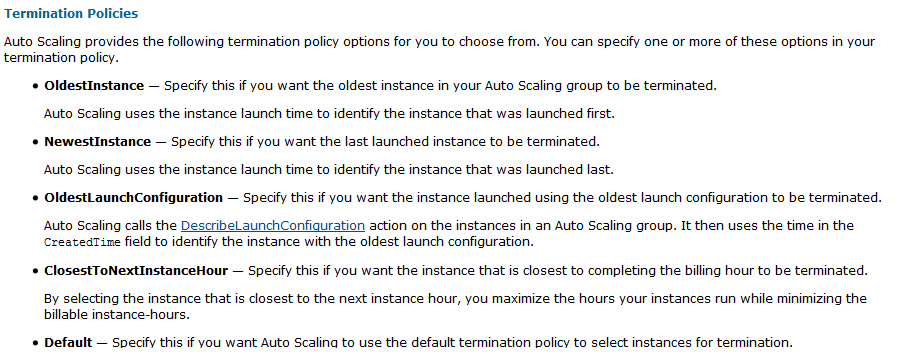 Termination Policies
Auto Scaling provides the following termination policy options for you to choose from. You can specify one or more of these options in your
termination policy.
• OldestInstance — Specify this if you want the oldest instance in your Auto Scaling group to be terminated.
Auto Scaling uses the instance launch time to identify the instance that was launched first.
• NewestInstance — Specify this if you want the last launched instance to be terminated.
Auto Scaling uses the instance launch time to identify the instance that was launched last.
• OldestLaunchConfiguration — Specify this if you want the instance launched using the oldest launch configuration to be terminated.
Auto Scaling calls the DescribeLaunchConfiguration action on the instances in an Auto Scaling group. It then uses the time in the
CreatedTime field to identify the instance with the oldest launch configuration.
• ClosestToNextInstanceHour — Specify this if you want the instance that is closest to completing the billing hour to be terminated.
By selecting the instance that is closest to the next instance hour, you maximize the hours your instances run while minimizing the
billable instance-hours.
• Default — Specify this if you want Auto Scaling to use the default termination policy to select instances for termination.